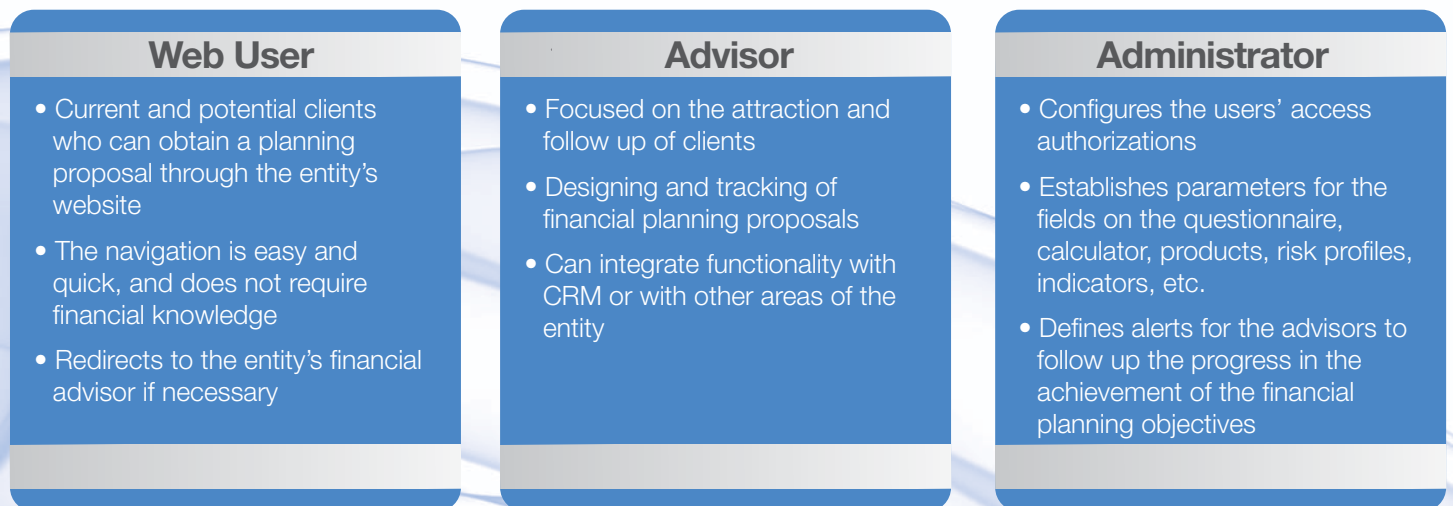 Web User
• Current and potential clients
who can obtain a planning
proposal through the entity's
website
• The navigation is easy and
quick, and does not require
financial knowledge
• Redirects to the entity's financial
advisor if necessary
Advisor
• Focused on the attraction and
follow up of clients
• Designing and tracking of
financial planning proposals
• Can integrate functionality with
CRM or with other areas of the
entity
Administrator
• Configures the users' access
authorizations
• Establishes parameters for the
fields on the questionnaire,
calculator, products, risk profiles,
indicators, etc.
• Defines alerts for the advisors to
follow up the progress in the
achievement of the financial
planning objectives